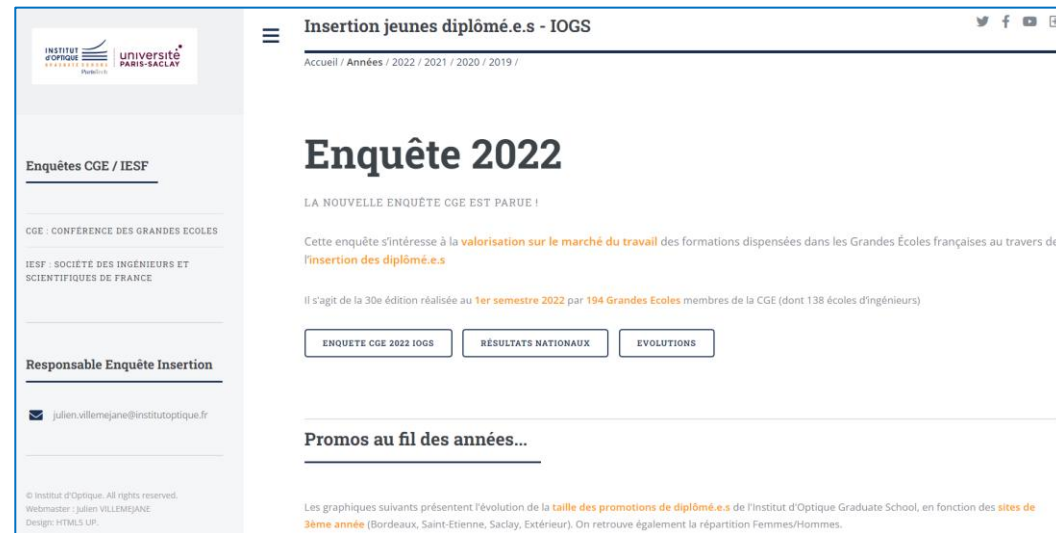 INSTITUT
d'OPTIQUE
GRADUATE SCHOOL
ParisTech
université
PARIS-SACLAY
Enquêtes CGE / IESF
CGE : CONFÉRENCE DES GRANDES ECOLES
IESF : SOCIÉTÉ DES INGÉNIEURS ET
SCIENTIFIQUES DE FRANCE
Responsable Enquête Insertion
julien.villemejane@institutoptique.fr
© Institut d'Optique. All rights reserved.
Webmaster : Julien VILLEMEJANE
Design: HTML5 UP.
Insertion jeunes diplômé.e.s - IOGS
Accueil / Années / 2022 / 2021 / 2020 / 2019 /
Enquête 2022
LA NOUVELLE ENQUÊTE CGE EST PARUE !
Cette enquête s'intéresse à la valorisation sur le marché du travail des formations dispensées dans les Grandes Écoles françaises au travers de
l'insertion des diplômé.e.s
Il s'agit de la 30e édition réalisée au 1er semestre 2022 par 194 Grandes Ecoles membres de la CGE (dont 138 écoles d'ingénieurs)
ENQUETE CGE 2022 IOGS
RÉSULTATS NATIONAUX
EVOLUTIONS
Promos au fil des années...
Les graphiques suivants présentent l'évolution de la taille des promotions de diplômé.e.s de l'Institut d'Optique Graduate School, en fonction des sites de
3ème année (Bordeaux, Saint-Etienne, Saclay, Extérieur). On retrouve également la répartition Femmes/Hommes.